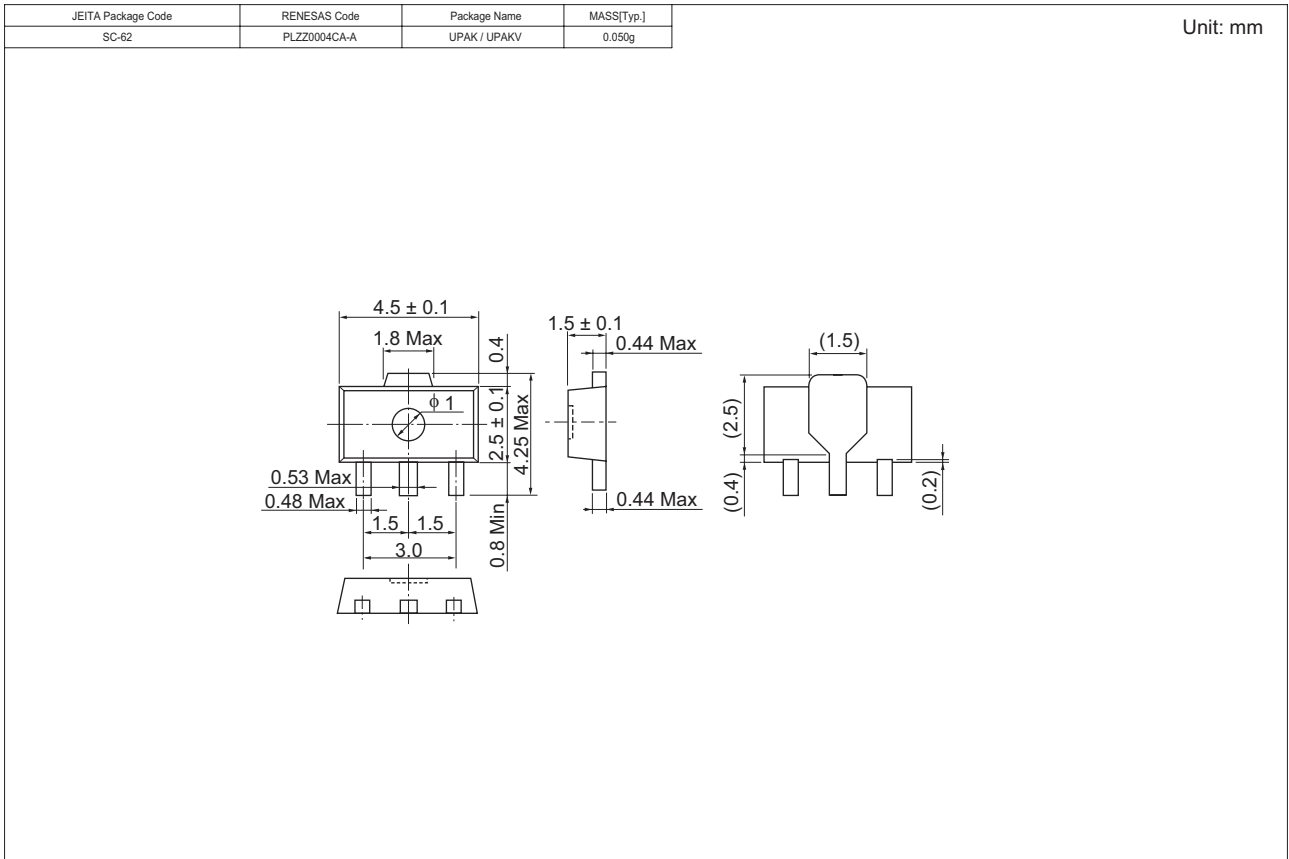 JEITA Package Code RENESAS Code Package Name MASS[Typ.]
SC-62 PLZZ0004CA-A UPAK / UPAKV 0.050g
Unit: mm
4.5 ± 0.1
1.8 Max
0.4
ϕ 1
2.5 ± 0.1
4.25 Max
0.53 Max
0.48 Max
1.5 1.5
3.0
0.8 Min
1.5 ± 0.1
0.44 Max
0.44 Max
(1.5)
(2.5)
(0.4)
(0.2)